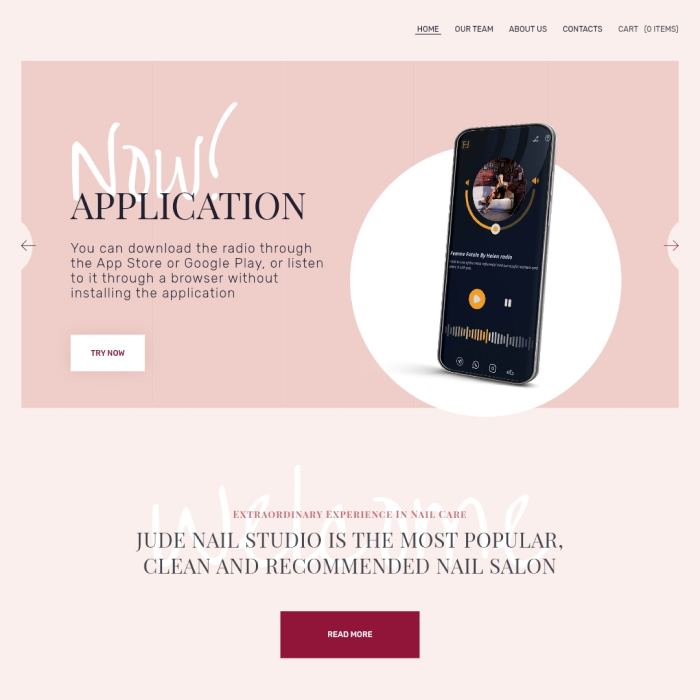 HOME OUR TEAM ABOUT US CONTACTS CART (0 ITEMS)
Now!
APPLICATION
You can download the radio through
the App Store or Google Play, or listen
to it through a browser without
installing the application
TRY NOW
Femme Fatale By Helen radio
welcome
EXTRAORDINARY EXPERIENCE IN NAIL CARE
JUDE NAIL STUDIO IS THE MOST POPULAR,
CLEAN AND RECOMMENDED NAIL SALON
READ MORE